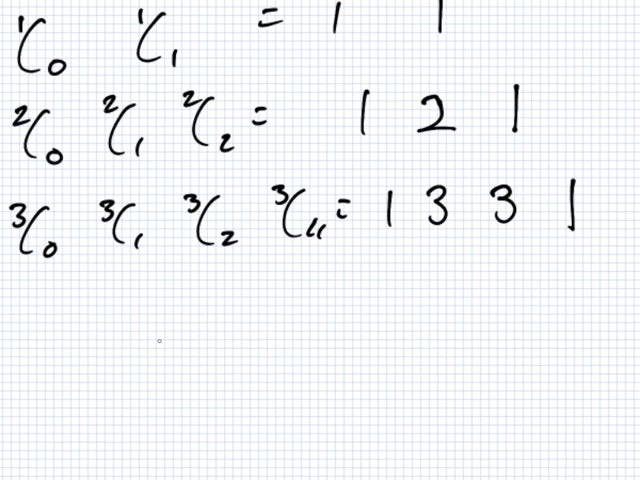 ¹C₀ ¹C₁ = 1 1
²C₀ ²C₁ ²C₂ = 1 2 1
³C₀ ³C₁ ³C₂ ³C₄ = 1 3 3 1